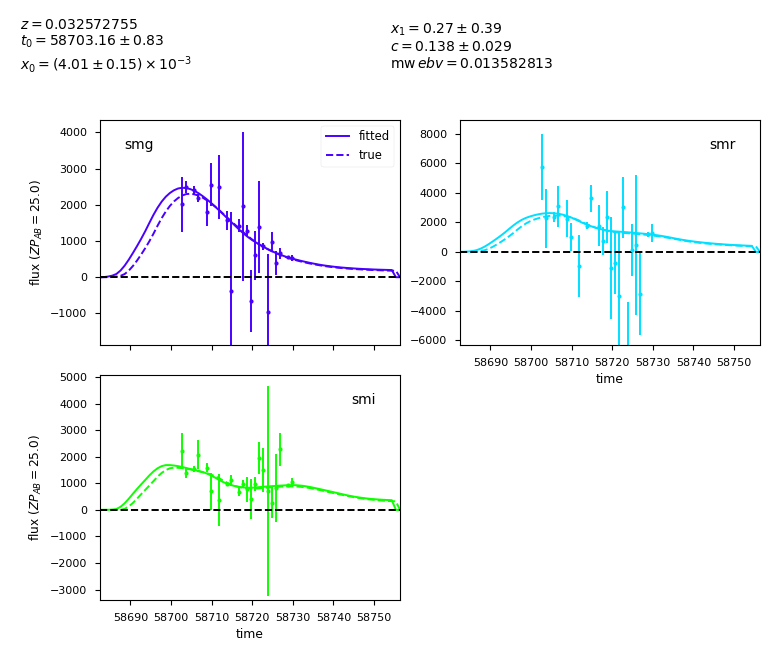 z = 0.032572755
t₀ = 58703.16 ± 0.83
x₀ = (4.01 ± 0.15) × 10⁻³
x₁ = 0.27 ± 0.39
c = 0.138 ± 0.029
mw ebv = 0.013582813
smg
fitted
true
4000
3000
2000
1000
0
−1000
flux (ZP_AB = 25.0)
smr
8000
6000
4000
2000
0
−2000
−4000
−6000
58690 58700 58710 58720 58730 58740 58750
time
smi
5000
4000
3000
2000
1000
0
−1000
−2000
−3000
flux (ZP_AB = 25.0)
58690 58700 58710 58720 58730 58740 58750
time